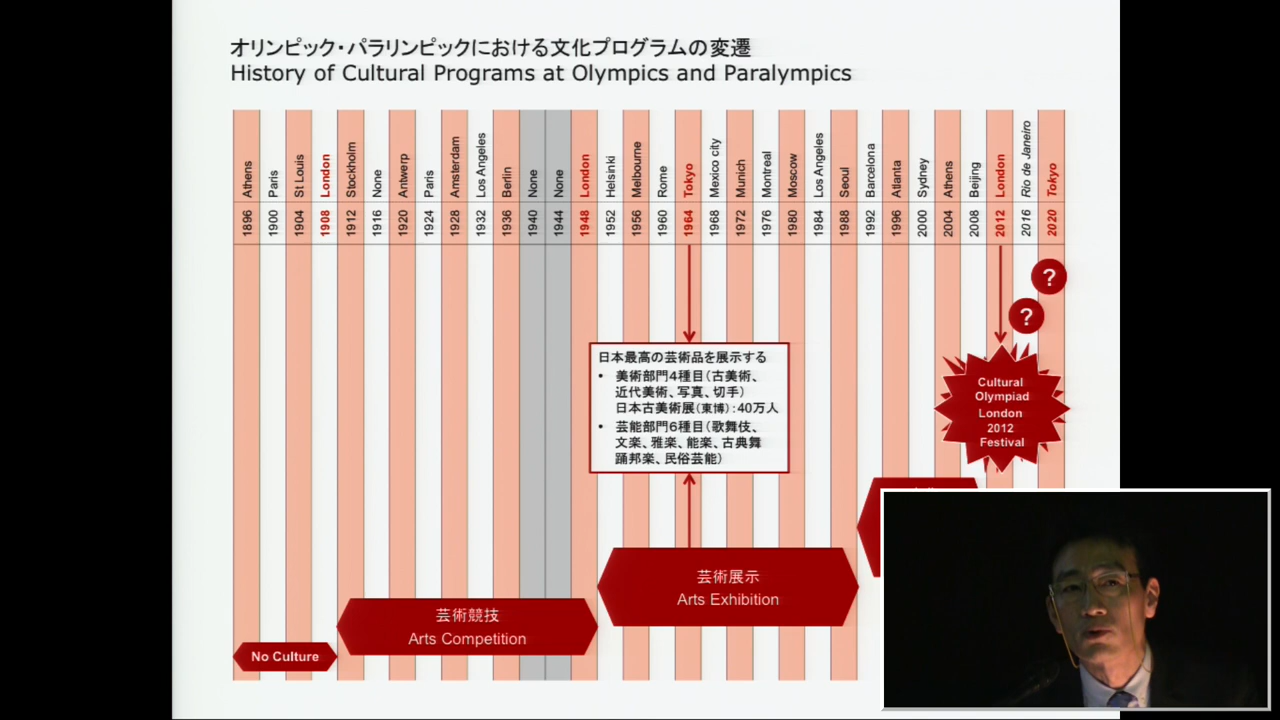 オリンピック・パラリンピックにおける文化プログラムの変遷
History of Cultural Programs at Olympics and Paralympics
Athens
Paris
St Louis
London
Stockholm
None
Antwerp
Paris
Amsterdam
Los Angeles
Berlin
None
None
London
Helsinki
Melbourne
Rome
Tokyo
Mexico city
Munich
Montreal
Moscow
Los Angeles
Seoul
Barcelona
Atlanta
Sydney
Athens
Beijing
London
Rio de Janeiro
Tokyo
1896
1900
1904
1908
1912
1916
1920
1924
1928
1932
1936
1940
1944
1948
1952
1956
1960
1964
1968
1972
1976
1980
1984
1988
1992
1996
2000
2004
2008
2012
2016
2020
?
?
日本最高の芸術品を展示する
• 美術部門4種目(古美術、
近代美術、写真、切手)
日本古美術展(東博):40万人
• 芸能部門6種目(歌舞伎、
文楽、雅楽、能楽、古典舞
踊邦楽、民俗芸能)
Cultural
Olympiad
London
2012
Festival
芸術展示
Arts Exhibition
芸術競技
Arts Competition
No Culture